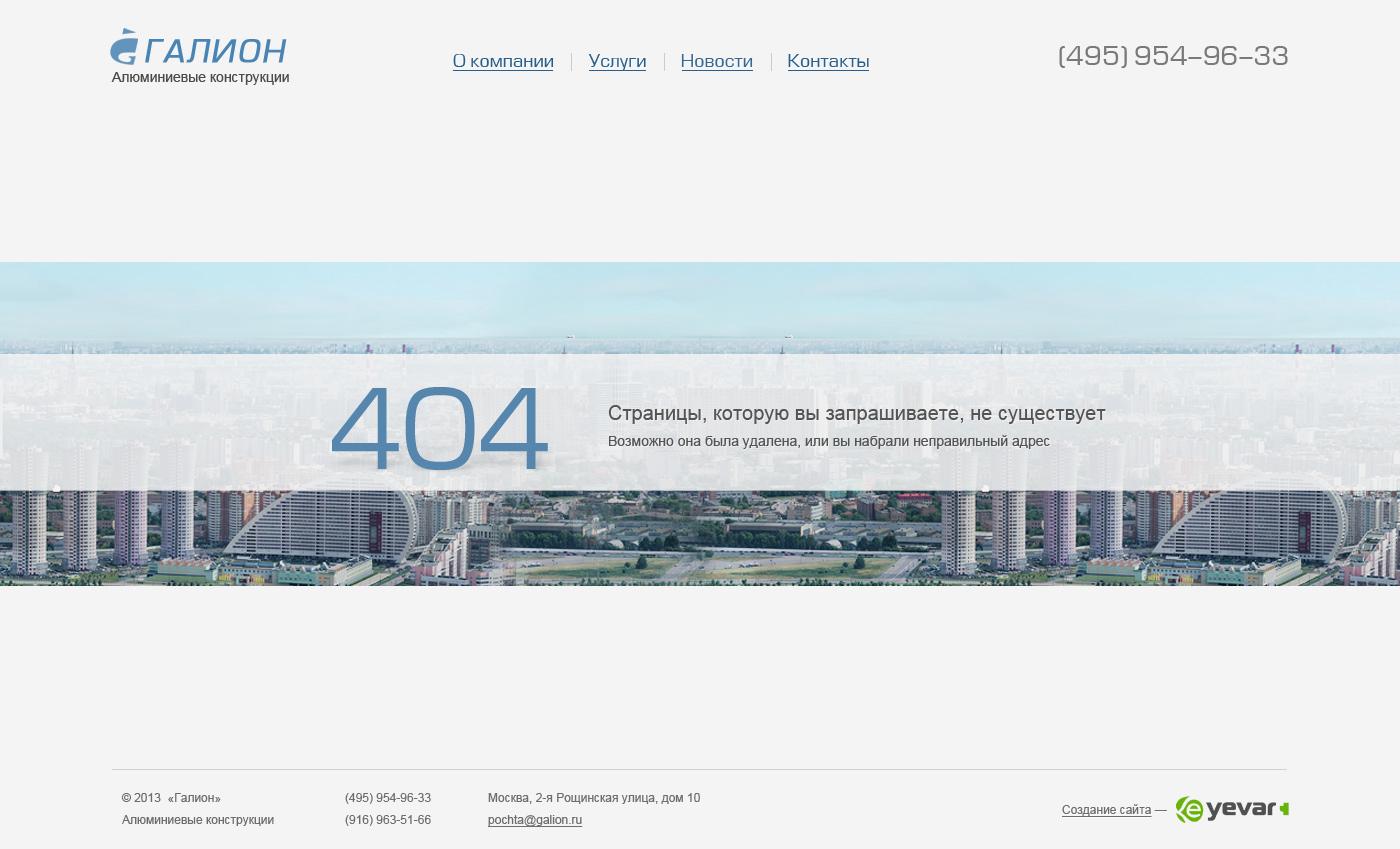 ГАЛИОН
Алюминиевые конструкции
О компании
Услуги
Новости
Контакты
(495) 954–96–33
404
Страницы, которую вы запрашиваете, не существует
Возможно она была удалена, или вы набрали неправильный адрес
© 2013 «Галион»
Алюминиевые конструкции
(495) 954-96-33
(916) 963-51-66
Москва, 2-я Рощинская улица, дом 10
pochta@galion.ru
Создание сайта —
eyevar